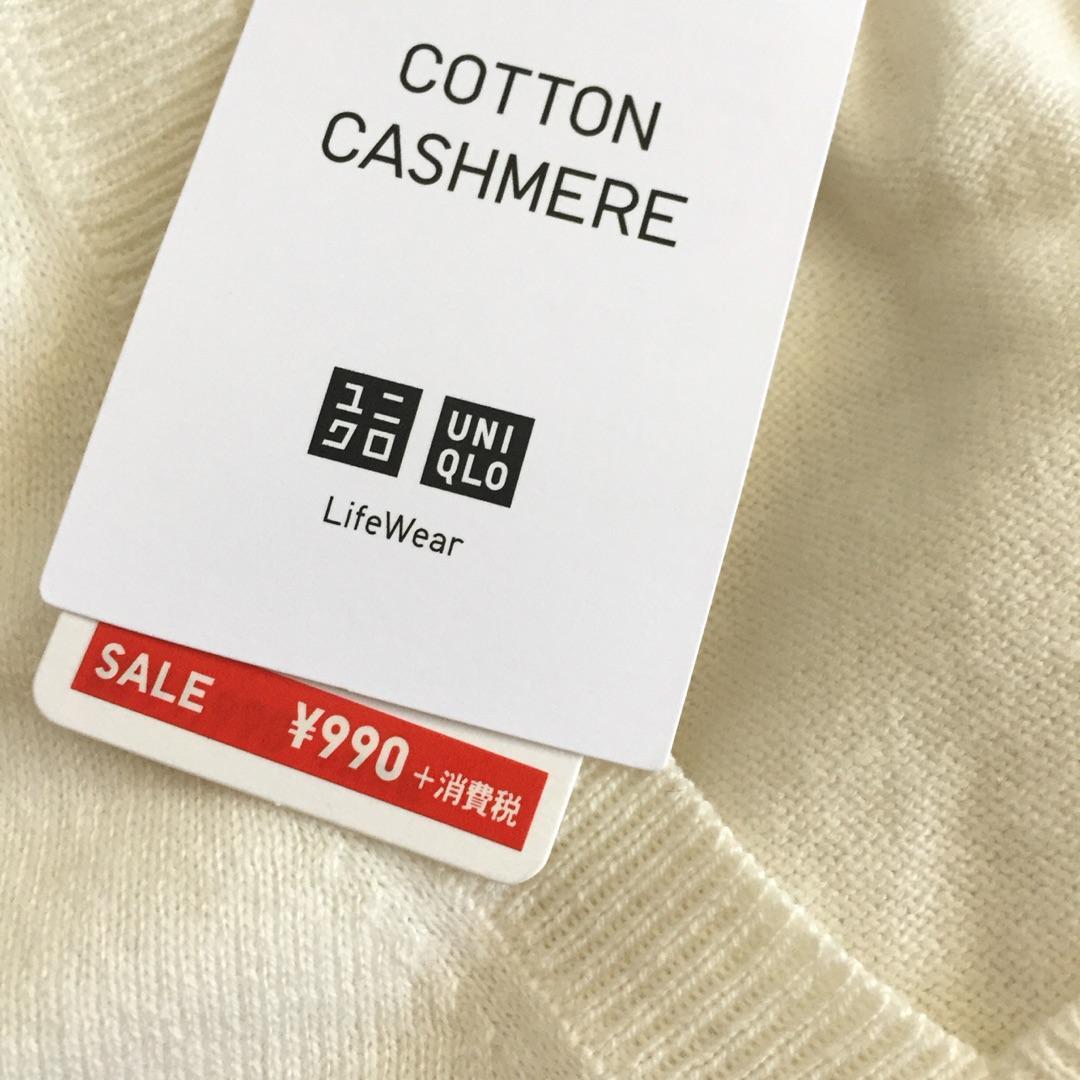 COTTON
CASHMERE
ユニ
クロ
UNI
QLO
LifeWear
SALE ¥990 +消費税